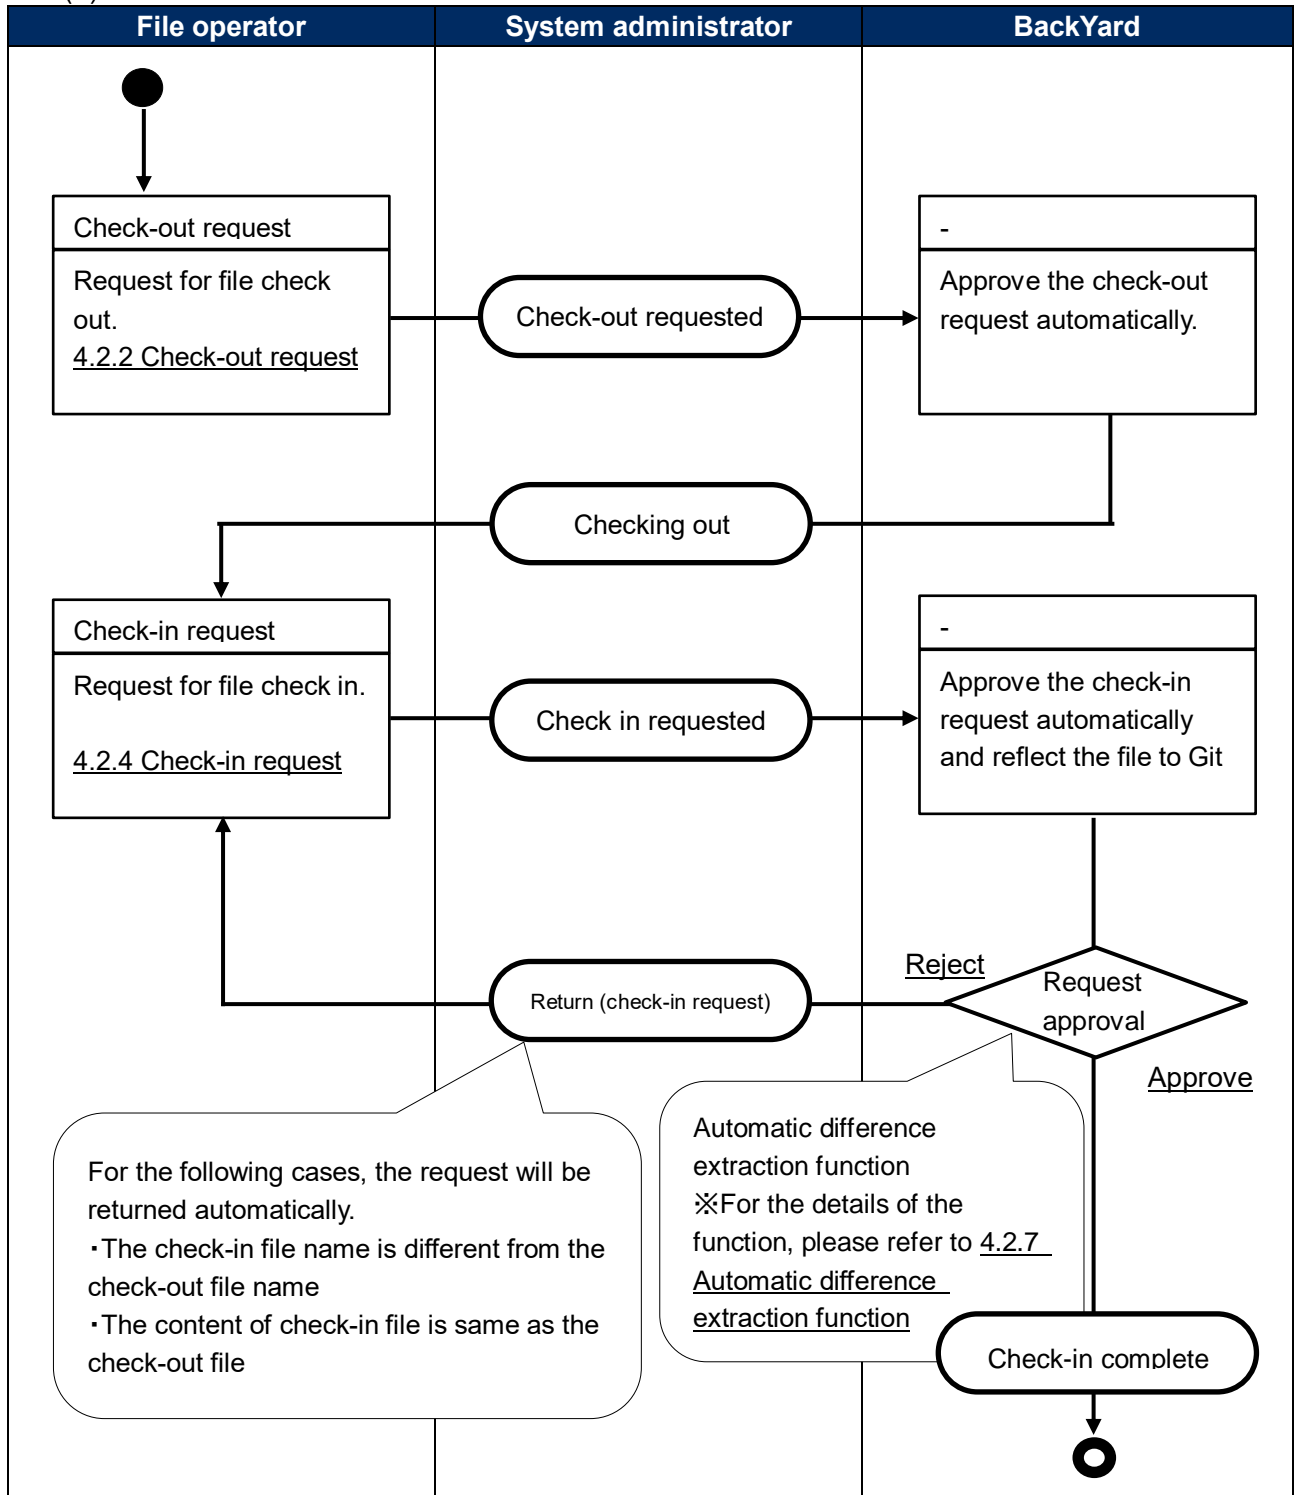 File operator
System administrator
BackYard
Check-out request
Request for file check
out.
4.2.2 Check-out request
Check-out requested
-
Approve the check-out
request automatically.
Checking out
Check-in request
Request for file check in.
4.2.4 Check-in request
Check in requested
-
Approve the check-in
request automatically
and reflect the file to Git
Reject
Return (check-in request)
Request
approval
Approve
For the following cases, the request will be
returned automatically.
・The check-in file name is different from the
check-out file name
・The content of check-in file is same as the
check-out file
Automatic difference
extraction function
※For the details of the
function, please refer to 4.2.7
Automatic difference
extraction function
Check-in complete